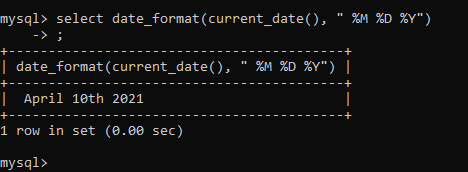 mysql> select date_format(current_date(), " %M %D %Y")
    -> ;
+------------------------------------------+
| date_format(current_date(), " %M %D %Y") |
+------------------------------------------+
|  April 10th 2021                         |
+------------------------------------------+
1 row in set (0.00 sec)
mysql>